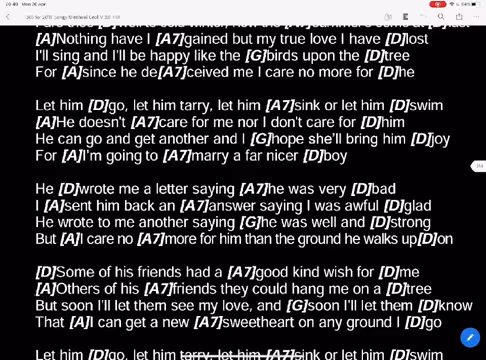 [A]Nothing have I [A7]gained but my true love I have [D]lost
I'll sing and I'll be happy like the [G]birds upon the [D]tree
For [A]since he de[A7]ceived me I care no more for [D]he
Let him [D]go, let him tarry, let him [A7]sink or let him [D]swim
[A]He doesn't [A7]care for me nor I don't care for [D]him
He can go and get another and I [G]hope she'll bring him [D]joy
For [A]I'm going to [A7]marry a far nicer [D]boy
He [D]wrote me a letter saying [A7]he was very [D]bad
I [A]sent him back an [A7]answer saying I was awful [D]glad
He wrote to me another saying [G]he was well and [D]strong
But [A]I care no [A7]more for him than the ground he walks up[D]on
[D]Some of his friends had a [A7]good kind wish for [D]me
[A]Others of his [A7]friends they could hang me on a [D]tree
But soon I'll let them see my love, and [G]soon I'll let them [D]know
That [A]I can get a new [A7]sweetheart on any ground I [D]go
Let him [D]go, let him tarry, let him [A7]sink or let him [D]swim